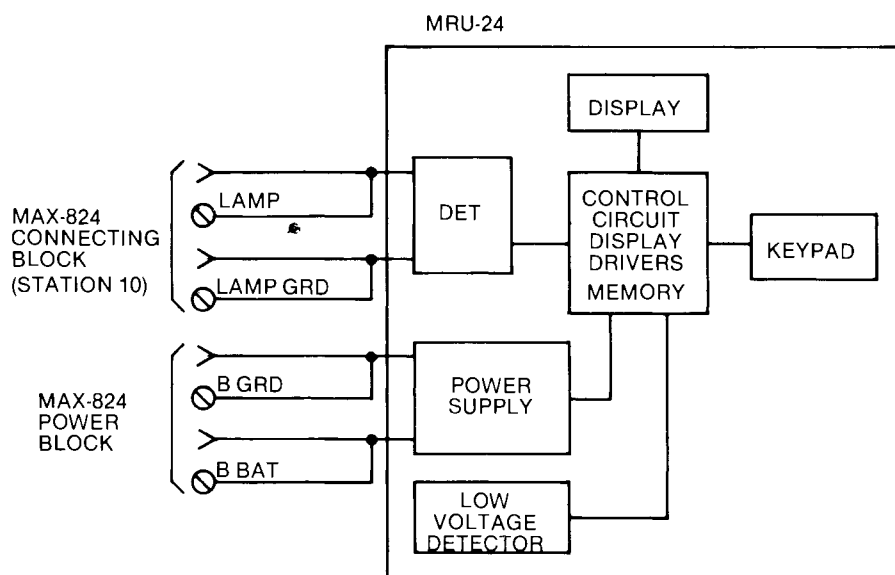 MRU-24
DISPLAY
MAX-824
CONNECTING
BLOCK
(STATION 10)
LAMP
LAMP GRD
DET
CONTROL
CIRCUIT
DISPLAY
DRIVERS
MEMORY
KEYPAD
MAX-824
POWER
BLOCK
B GRD
B BAT
POWER
SUPPLY
LOW
VOLTAGE
DETECTOR